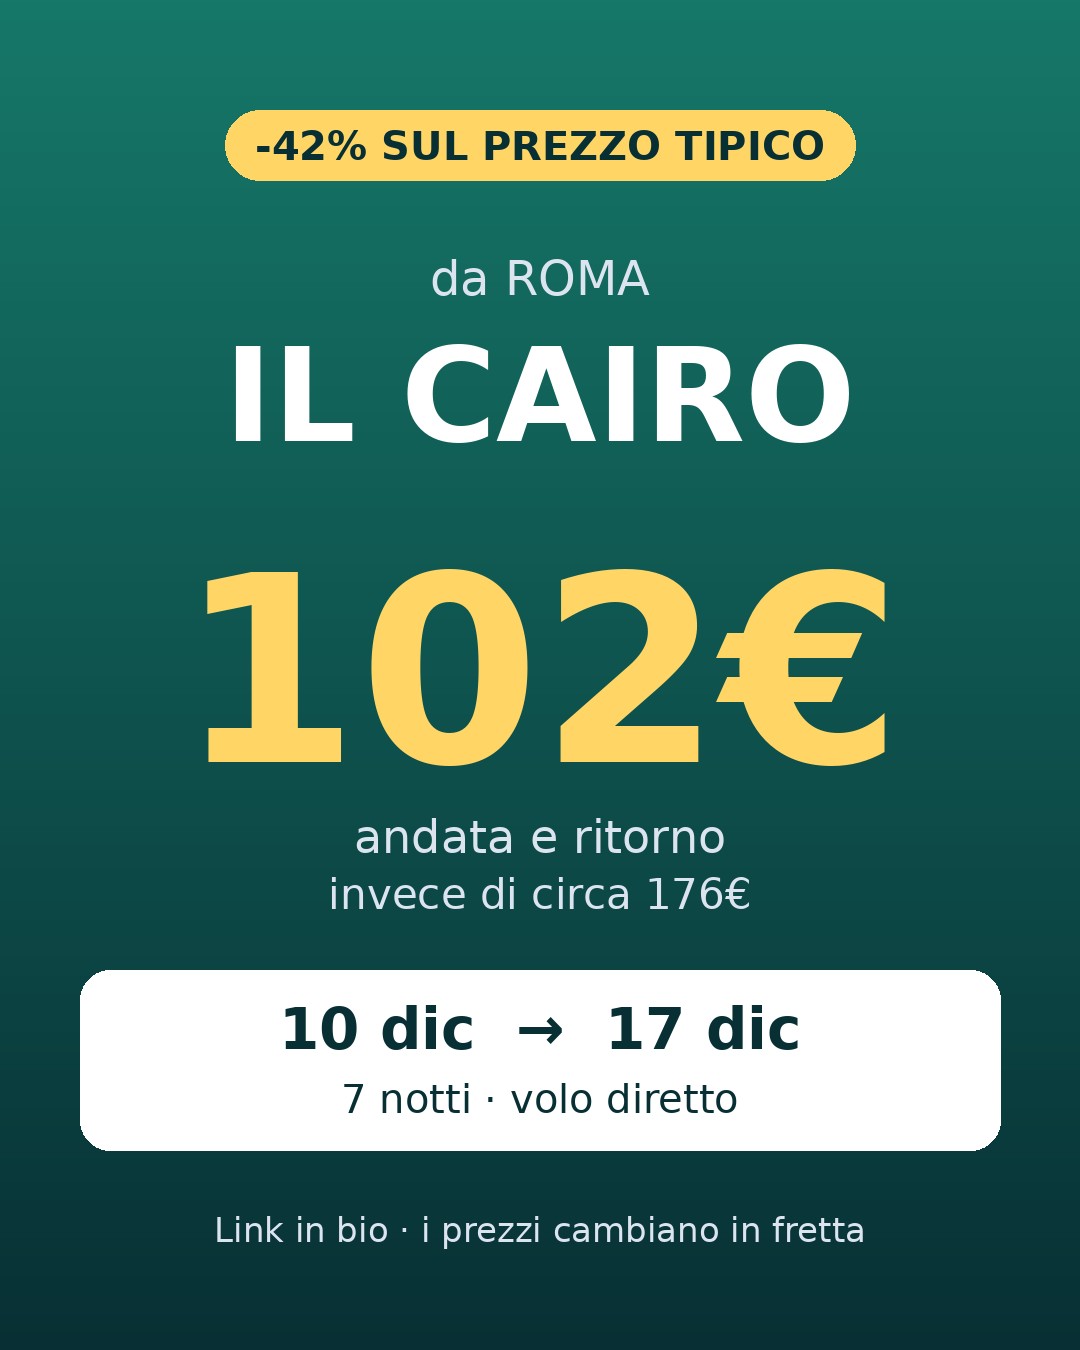 -42% SUL PREZZO TIPICO
da ROMA
IL CAIRO
102€
andata e ritorno
invece di circa 176€
10 dic → 17 dic
7 notti · volo diretto
Link in bio · i prezzi cambiano in fretta